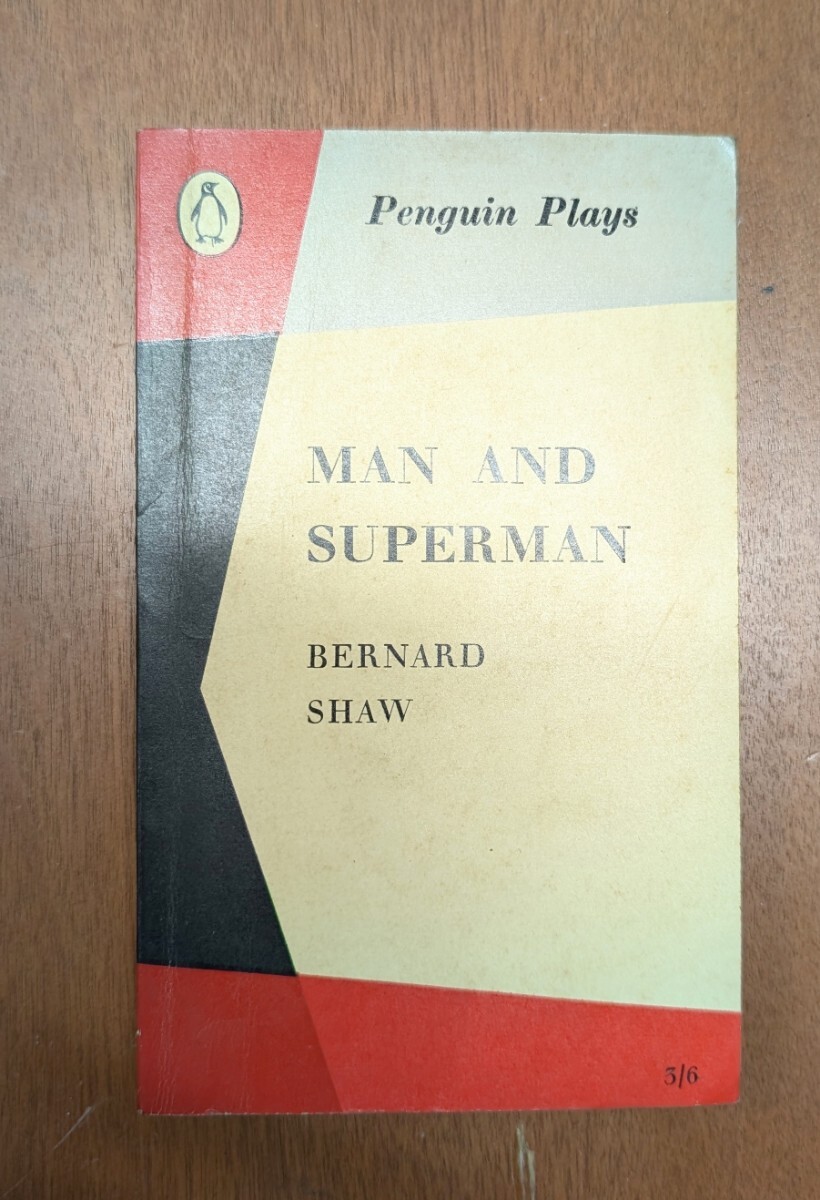 Penguin Plays
MAN AND
SUPERMAN
BERNARD
SHAW
3/6